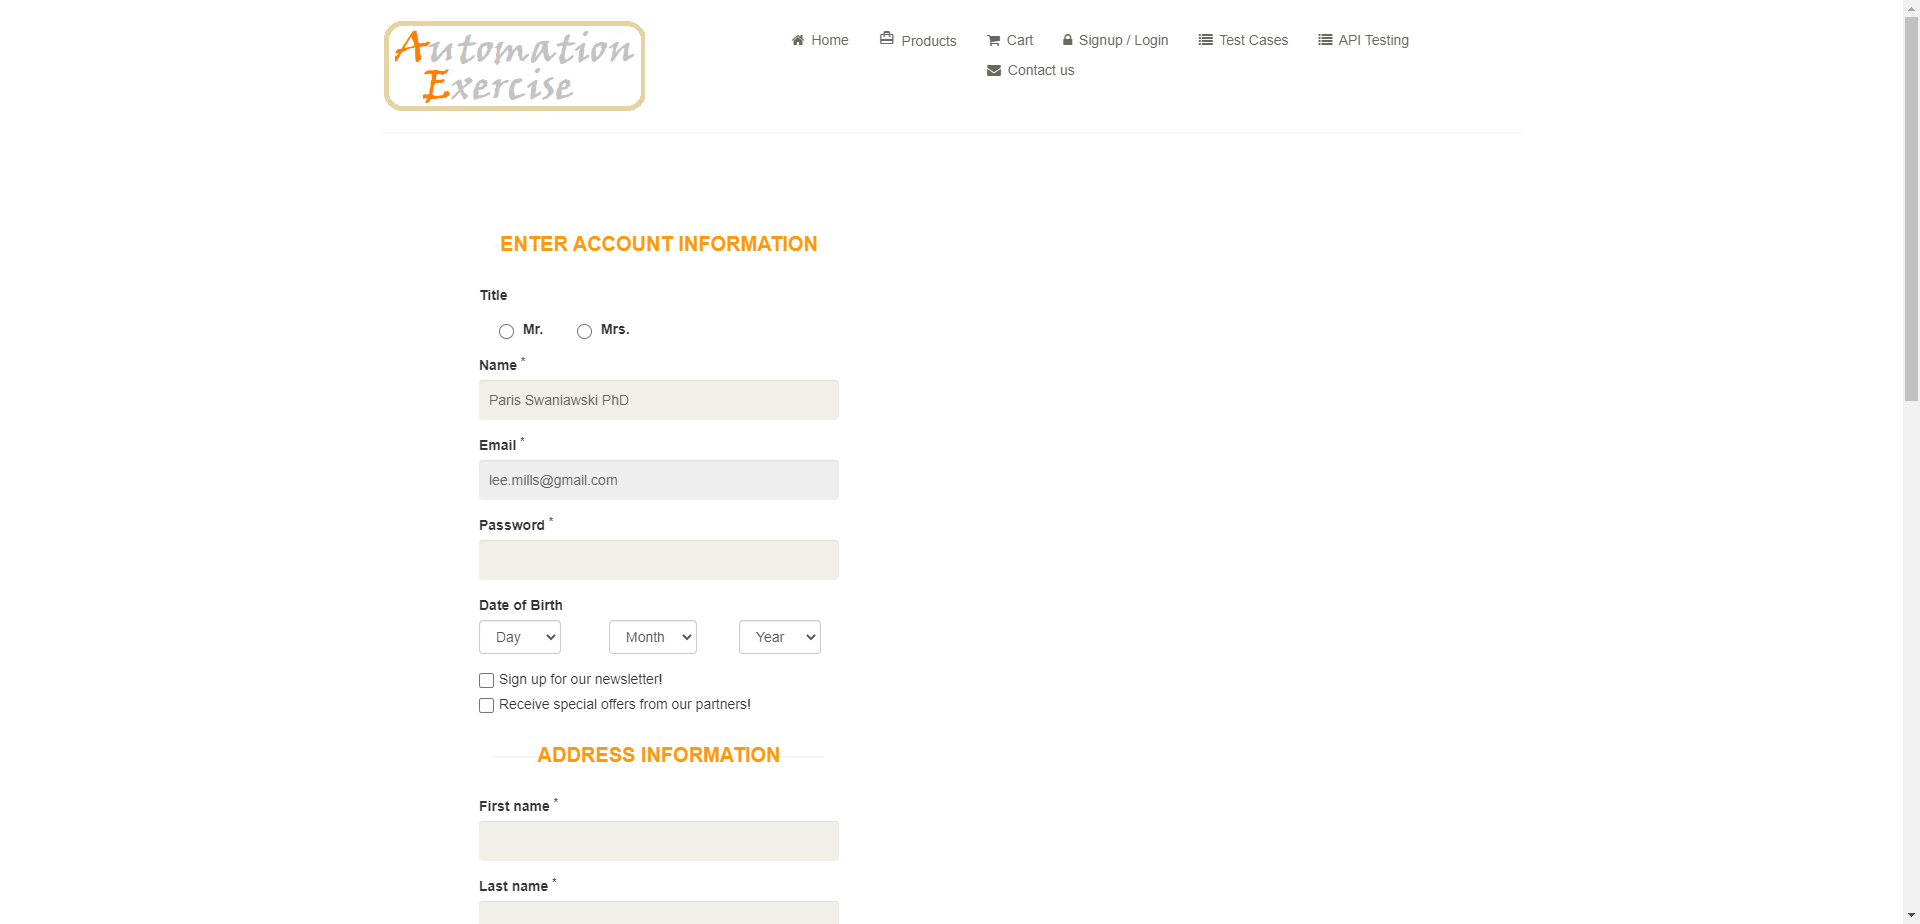 Automation
Exercise
Home
Products
Cart
Signup / Login
Test Cases
API Testing
Contact us
ENTER ACCOUNT INFORMATION
Title
Mr.
Mrs.
Name *
Paris Swaniawski PhD
Email *
lee.mills@gmail.com
Password *
Date of Birth
Day
Month
Year
Sign up for our newsletter!
Receive special offers from our partners!
ADDRESS INFORMATION
First name *
Last name *